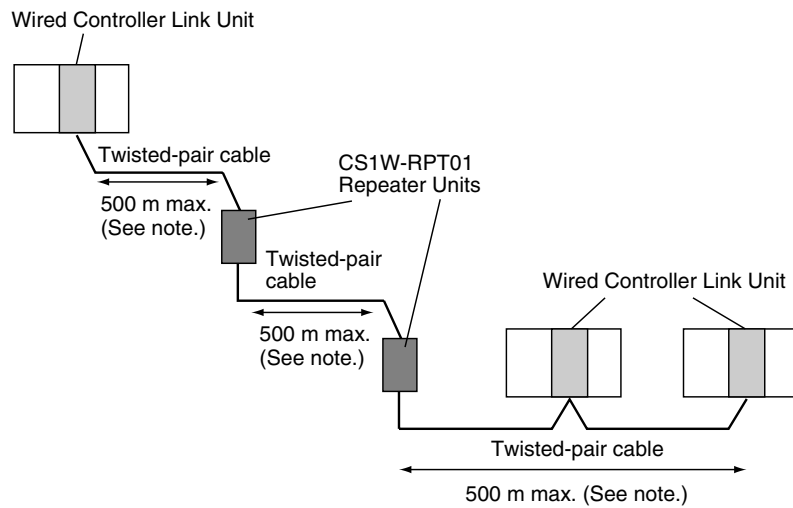 Wired Controller Link Unit
Twisted-pair cable
500 m max.
(See note.)
CS1W-RPT01
Repeater Units
Twisted-pair
cable
500 m max.
(See note.)
Wired Controller Link Unit
Twisted-pair cable
500 m max. (See note.)